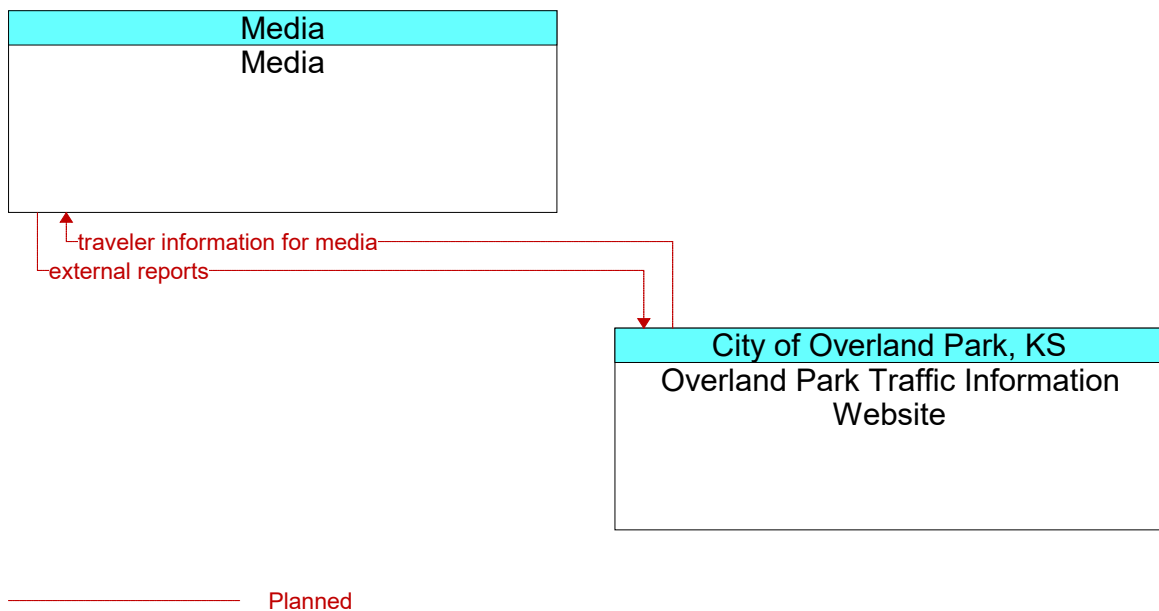 Media
Media
traveler information for media
external reports
City of Overland Park, KS
Overland Park Traffic Information
Website
Planned